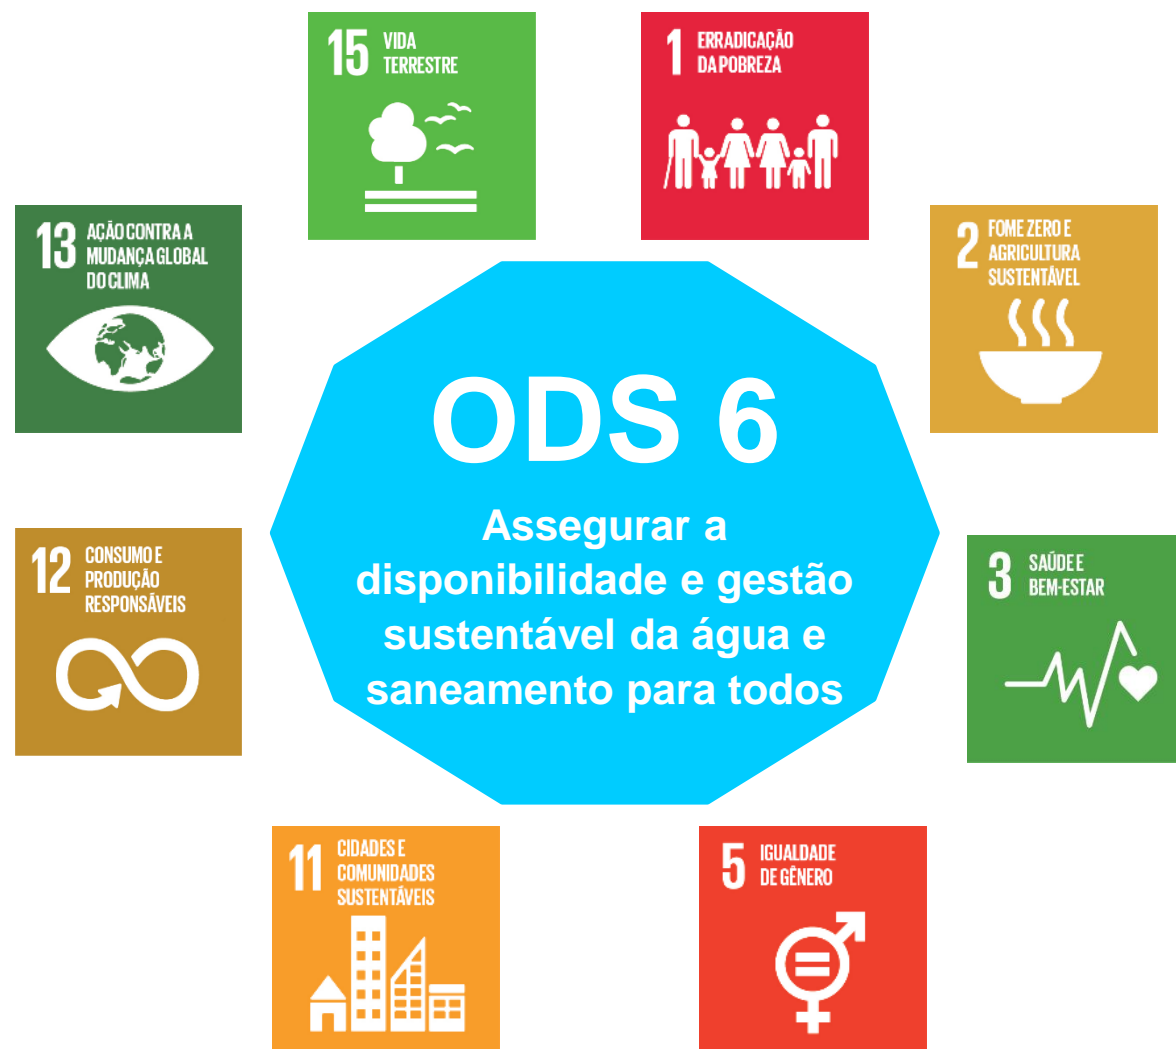 15 VIDA
TERRESTRE
1 ERRADICAÇÃO
DA POBREZA
13 AÇÃO CONTRA A
MUDANÇA GLOBAL
DO CLIMA
2 FOME ZERO E
AGRICULTURA
SUSTENTÁVEL
ODS 6
Assegurar a
disponibilidade e gestão
sustentável da água e
saneamento para todos
12 CONSUMO E
PRODUÇÃO
RESPONSÁVEIS
3 SAÚDE E
BEM-ESTAR
11 CIDADES E
COMUNIDADES
SUSTENTÁVEIS
5 IGUALDADE
DE GÊNERO